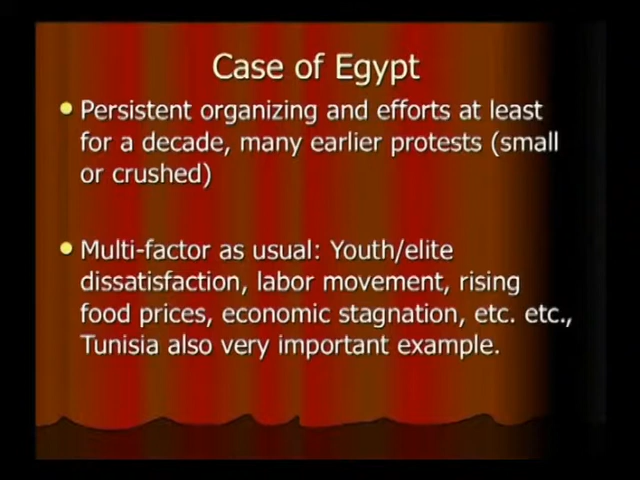 Case of Egypt
Persistent organizing and efforts at least
for a decade, many earlier protests (small
or crushed)
Multi-factor as usual: Youth/elite
dissatisfaction, labor movement, rising
food prices, economic stagnation, etc. etc.,
Tunisia also very important example.